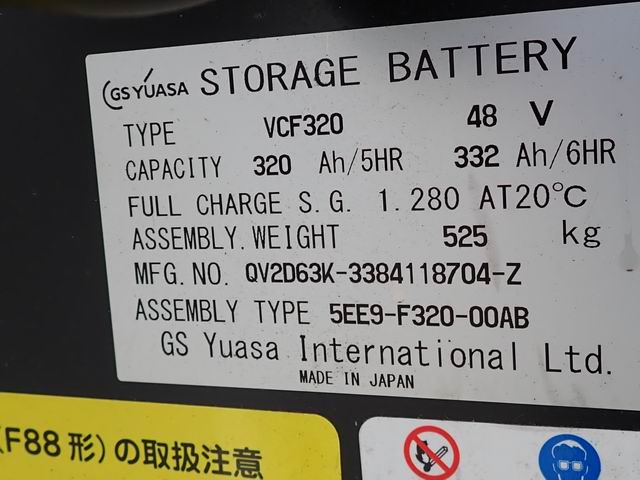 GS YUASA STORAGE BATTERY
TYPE VCF320 48 V
CAPACITY 320 Ah/5HR 332 Ah/6HR
FULL CHARGE S.G. 1.280 AT20°C
ASSEMBLY.WEIGHT 525 kg
MFG.NO. QV2D63K-3384118704-Z
ASSEMBLY TYPE 5EE9-F320-00AB
GS Yuasa International Ltd.
MADE IN JAPAN
(F88形)の取扱注意